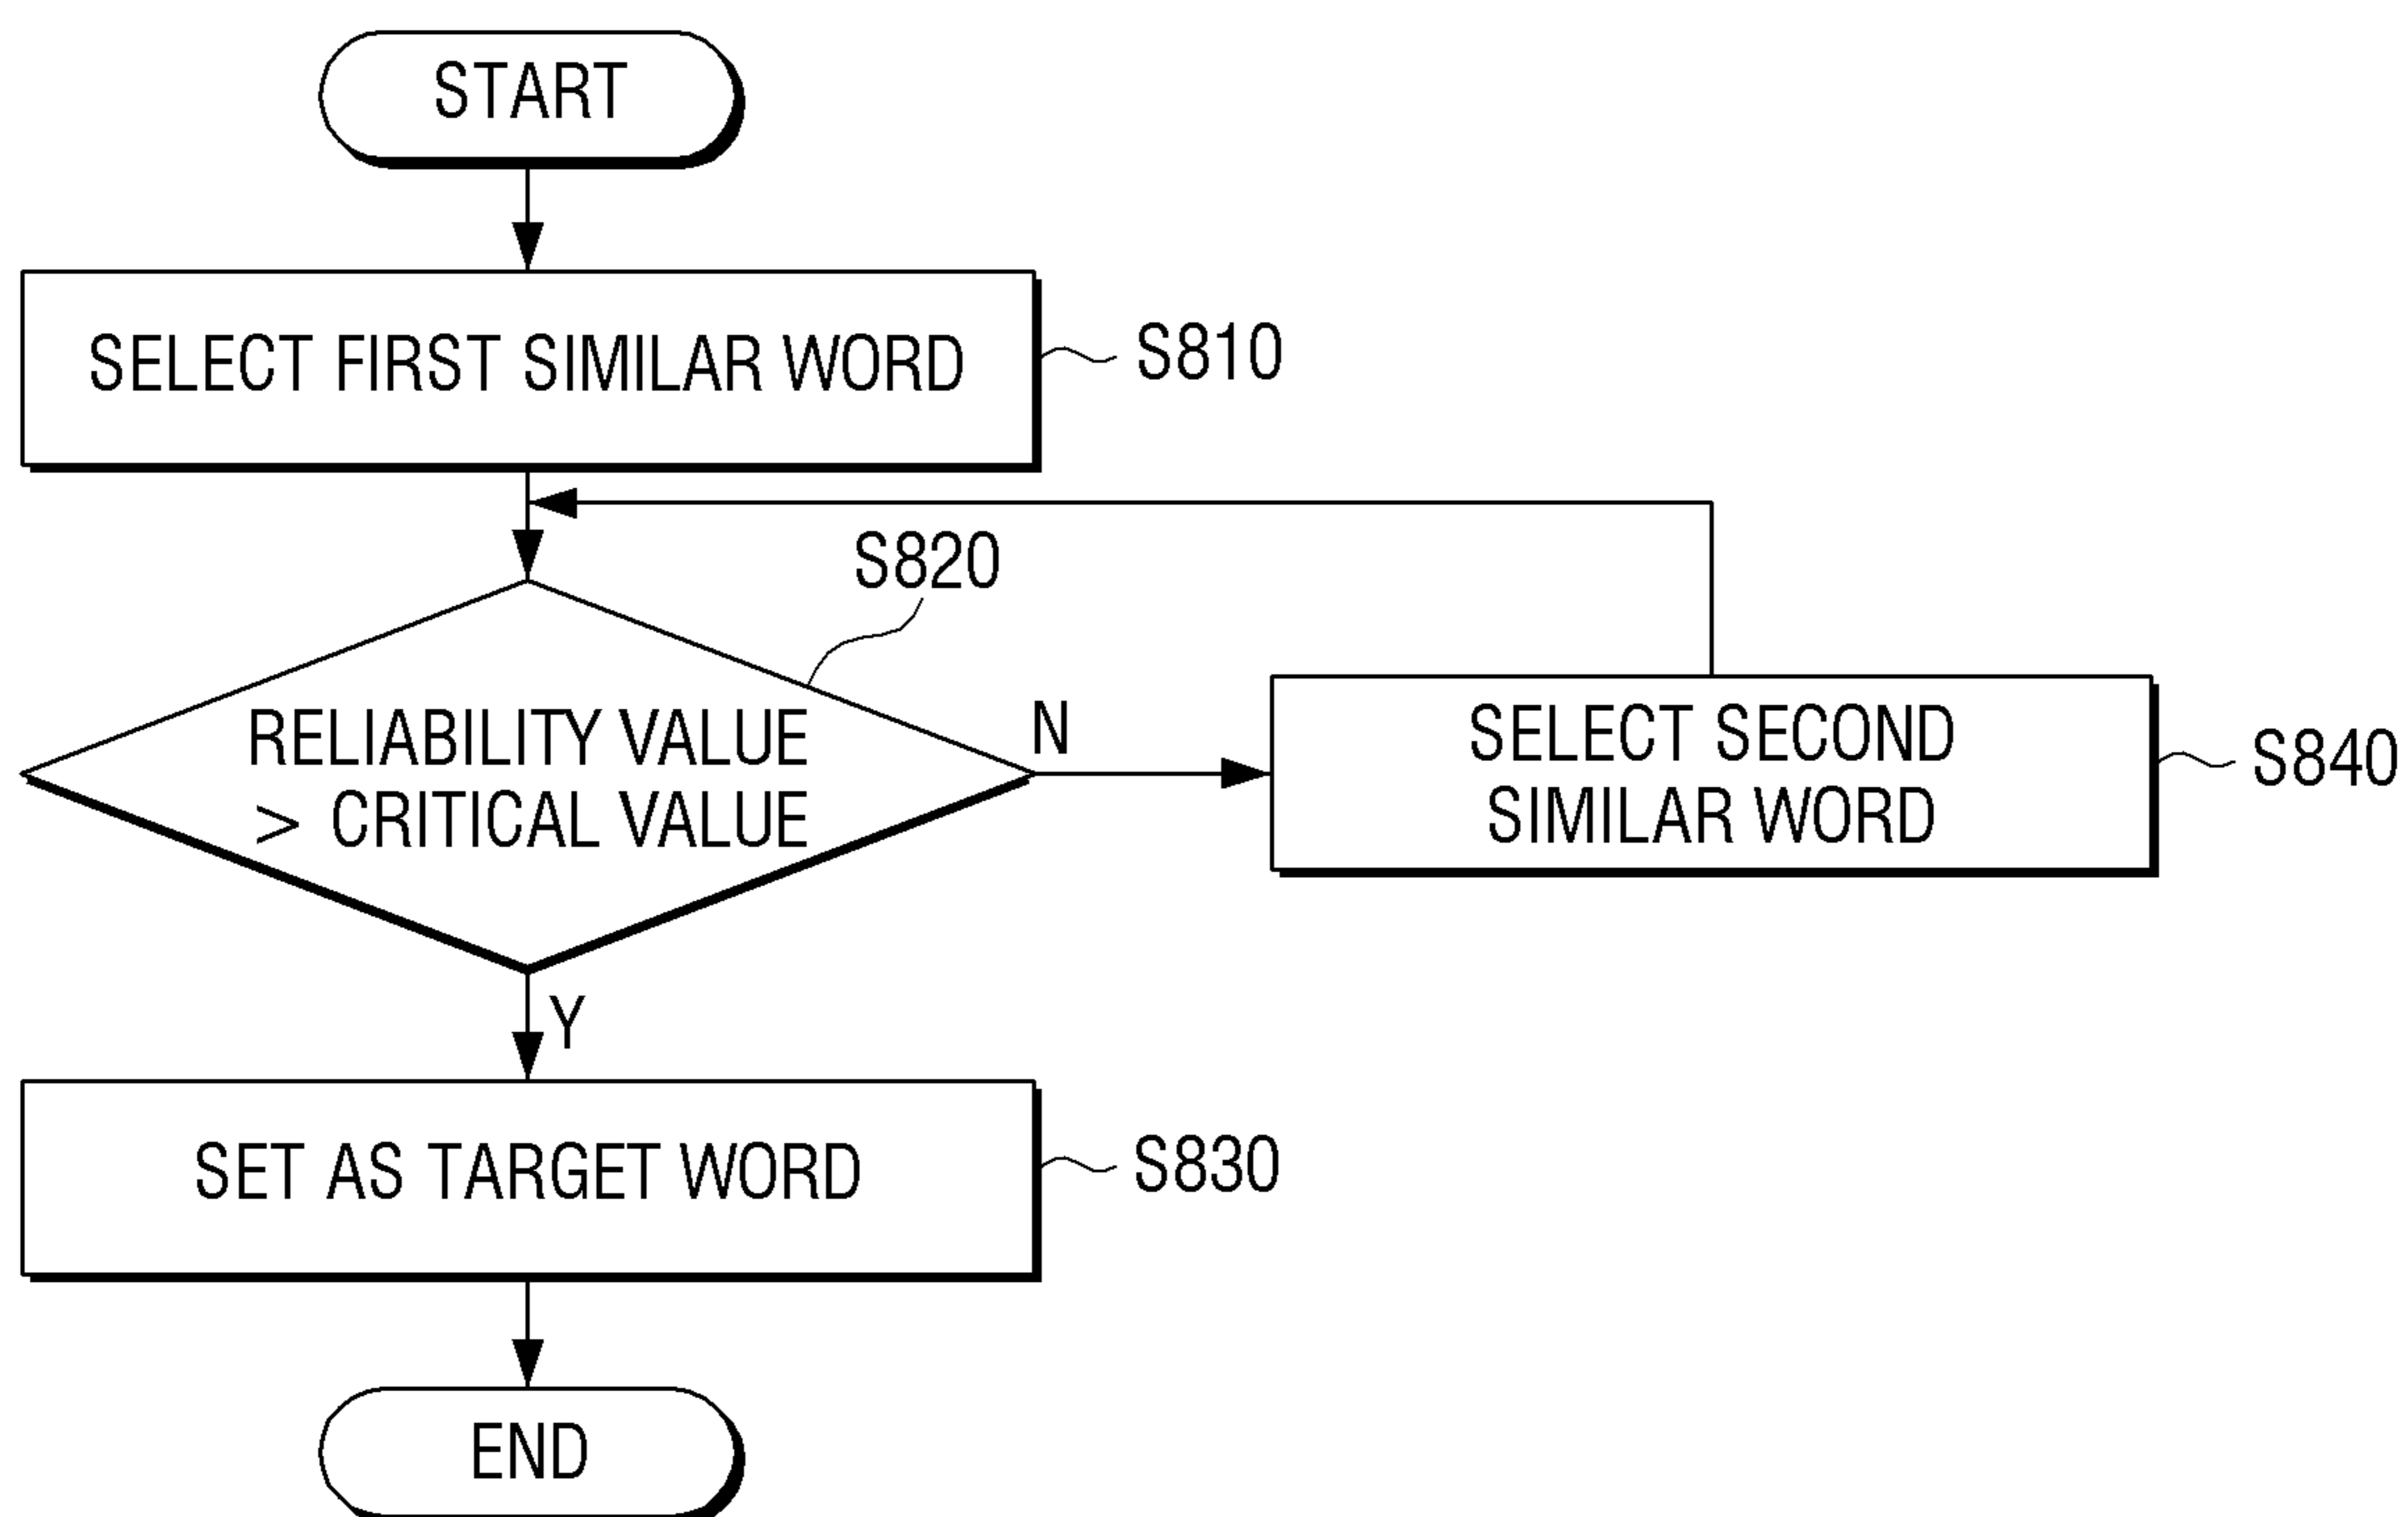 START
SELECT FIRST SIMILAR WORD
S810
S820
RELIABILITY VALUE
> CRITICAL VALUE
N
SELECT SECOND
SIMILAR WORD
S840
Y
SET AS TARGET WORD
S830
END